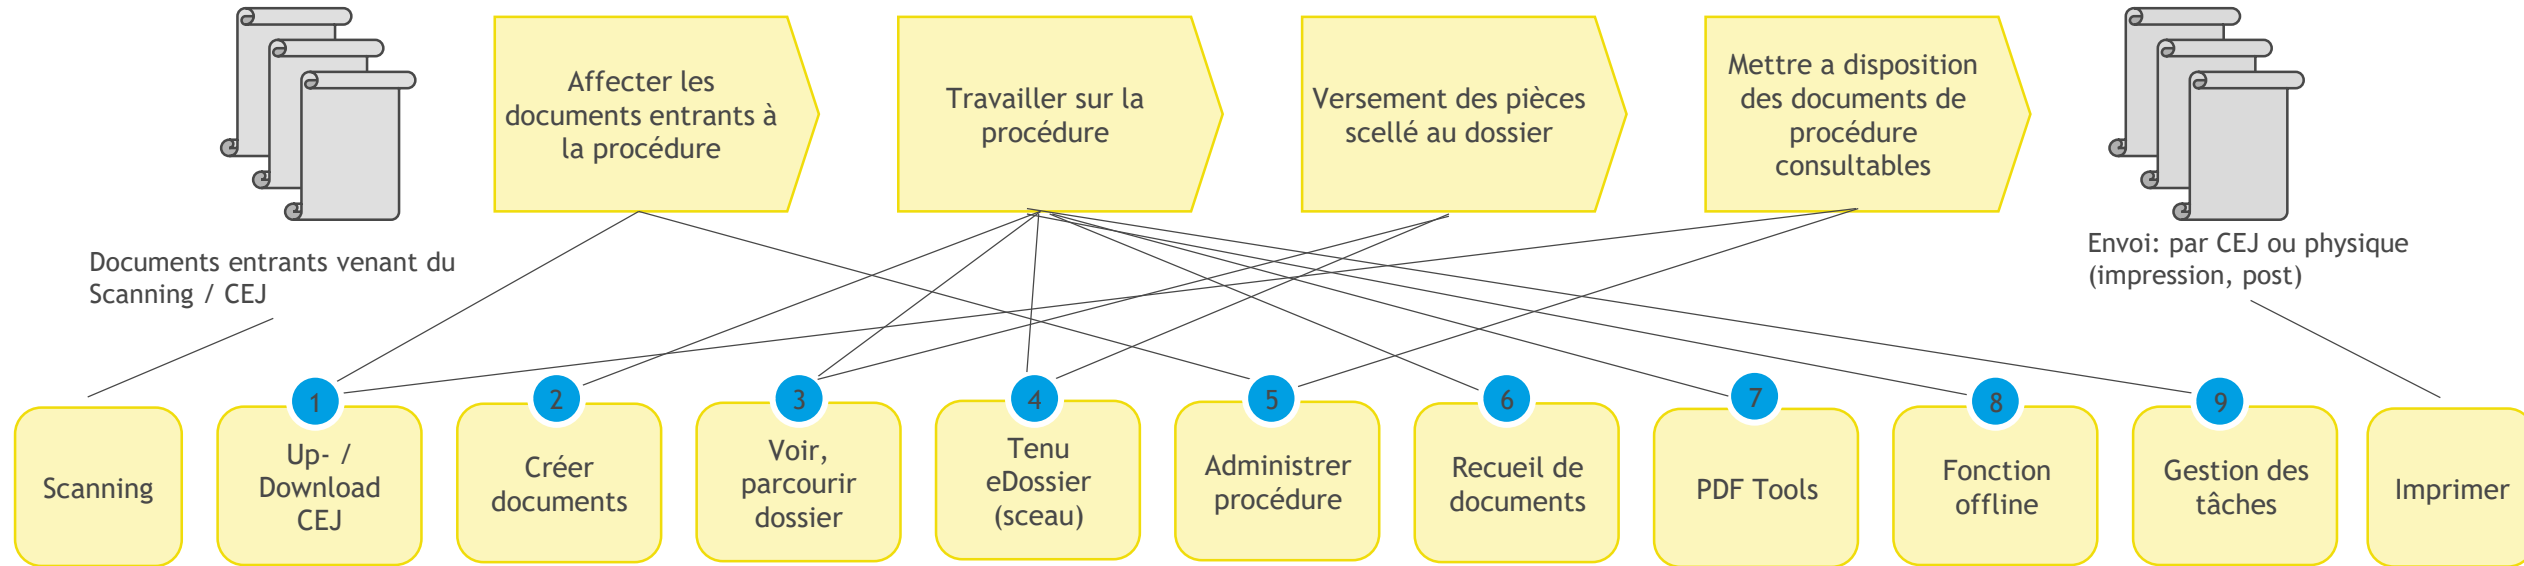 Affecter les
documents entrants à
la procédure
Travailler sur la
procédure
Versement des pièces
scellé au dossier
Mettre a disposition
des documents de
procédure
consultables
Documents entrants venant du
Scanning / CEJ
Envoi: par CEJ ou physique
(impression, post)
1
2
3
4
5
6
7
8
9
Scanning
Up- /
Download
CEJ
Créer
documents
Voir,
parcourir
dossier
Tenu
eDossier
(sceau)
Administrer
procédure
Recueil de
documents
PDF Tools
Fonction
offline
Gestion des
tâches
Imprimer